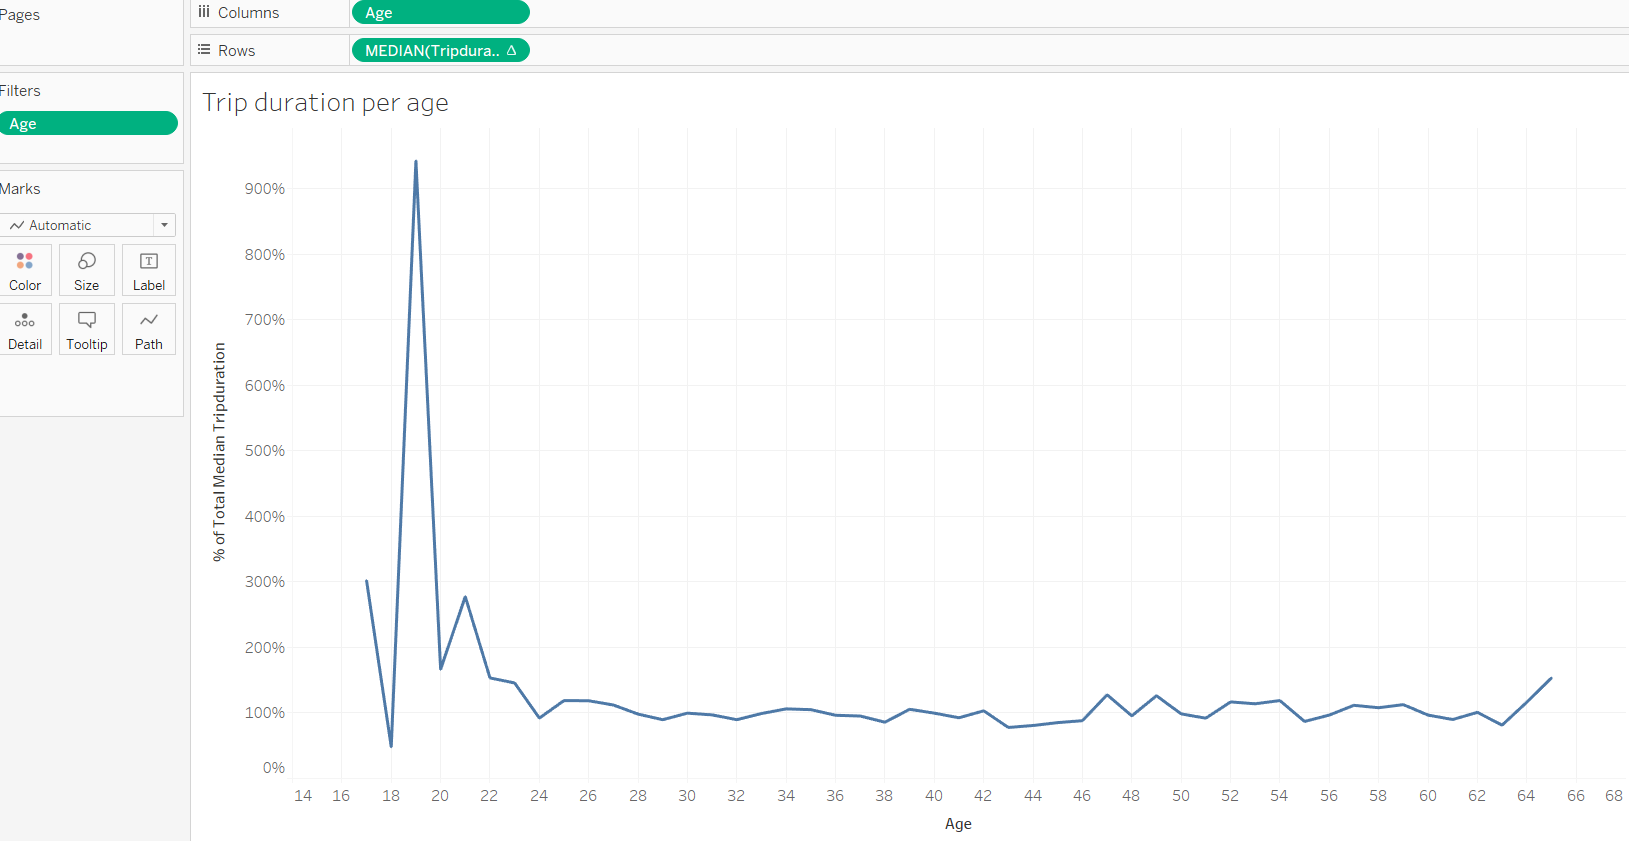 Pages
Columns
Age
Rows
MEDIAN(Tripdura..
Filters
Age
Marks
Automatic
Color
Size
Label
Detail
Tooltip
Path
Trip duration per age
% of Total Median Tripduration
900%
800%
700%
600%
500%
400%
300%
200%
100%
0%
14 16 18 20 22 24 26 28 30 32 34 36 38 40 42 44 46 48 50 52 54 56 58 60 62 64 66 68
Age